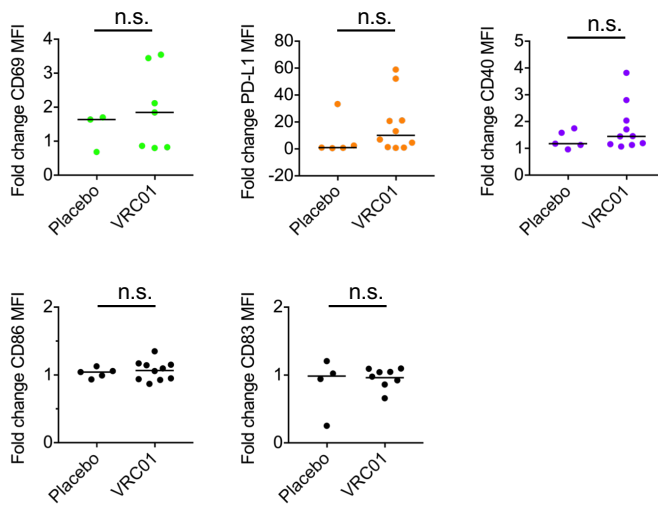 n.s.
Fold change CD69 MFI
4
3
2
1
0
Placebo
VRC01
n.s.
Fold change PD-L1 MFI
80
60
40
20
0
-20
Placebo
VRC01
n.s.
Fold change CD40 MFI
5
4
3
2
1
0
Placebo
VRC01
n.s.
Fold change CD86 MFI
2
1
0
Placebo
VRC01
n.s.
Fold change CD83 MFI
2
1
0
Placebo
VRC01